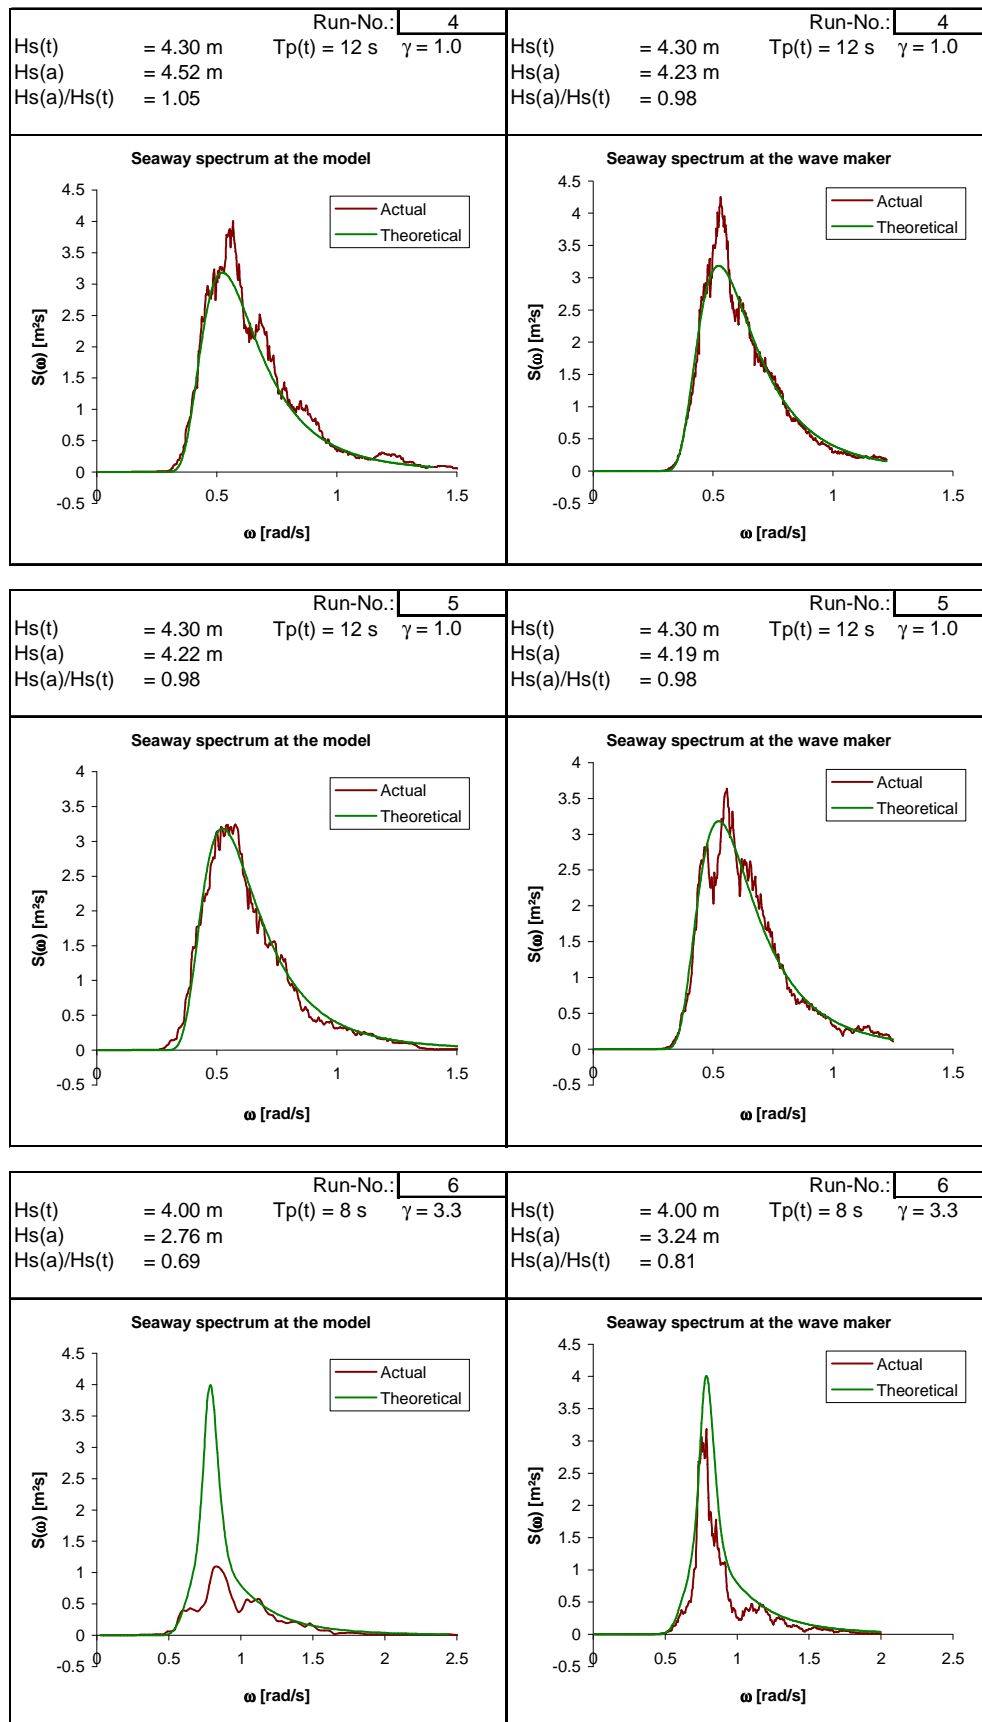 Run-No.: 4
Hs(t) = 4.30 m Tp(t) = 12 s γ = 1.0
Hs(a) = 4.52 m
Hs(a)/Hs(t) = 1.05
Seaway spectrum at the model
4.5
4
3.5
3
2.5
2
1.5
1
0.5
0
-0.5
0 0.5 1 1.5
S(ω) [m²s]
ω [rad/s]
Actual
Theoretical
Run-No.: 4
Hs(t) = 4.30 m Tp(t) = 12 s γ = 1.0
Hs(a) = 4.23 m
Hs(a)/Hs(t) = 0.98
Seaway spectrum at the wave maker
4.5
4
3.5
3
2.5
2
1.5
1
0.5
0
-0.5
0 0.5 1 1.5
S(ω) [m²s]
ω [rad/s]
Actual
Theoretical
Run-No.: 5
Hs(t) = 4.30 m Tp(t) = 12 s γ = 1.0
Hs(a) = 4.22 m
Hs(a)/Hs(t) = 0.98
Seaway spectrum at the model
4
3.5
3
2.5
2
1.5
1
0.5
0
-0.5
0 0.5 1 1.5
S(ω) [m²s]
ω [rad/s]
Actual
Theoretical
Run-No.: 5
Hs(t) = 4.30 m Tp(t) = 12 s γ = 1.0
Hs(a) = 4.19 m
Hs(a)/Hs(t) = 0.98
Seaway spectrum at the wave maker
4
3.5
3
2.5
2
1.5
1
0.5
0
-0.5
0 0.5 1 1.5
S(ω) [m²s]
ω [rad/s]
Actual
Theoretical
Run-No.: 6
Hs(t) = 4.00 m Tp(t) = 8 s γ = 3.3
Hs(a) = 2.76 m
Hs(a)/Hs(t) = 0.69
Seaway spectrum at the model
4.5
4
3.5
3
2.5
2
1.5
1
0.5
0
-0.5
0 0.5 1 1.5 2 2.5
S(ω) [m²s]
ω [rad/s]
Actual
Theoretical
Run-No.: 6
Hs(t) = 4.00 m Tp(t) = 8 s γ = 3.3
Hs(a) = 3.24 m
Hs(a)/Hs(t) = 0.81
Seaway spectrum at the wave maker
4.5
4
3.5
3
2.5
2
1.5
1
0.5
0
-0.5
0 0.5 1 1.5 2 2.5
S(ω) [m²s]
ω [rad/s]
Actual
Theoretical